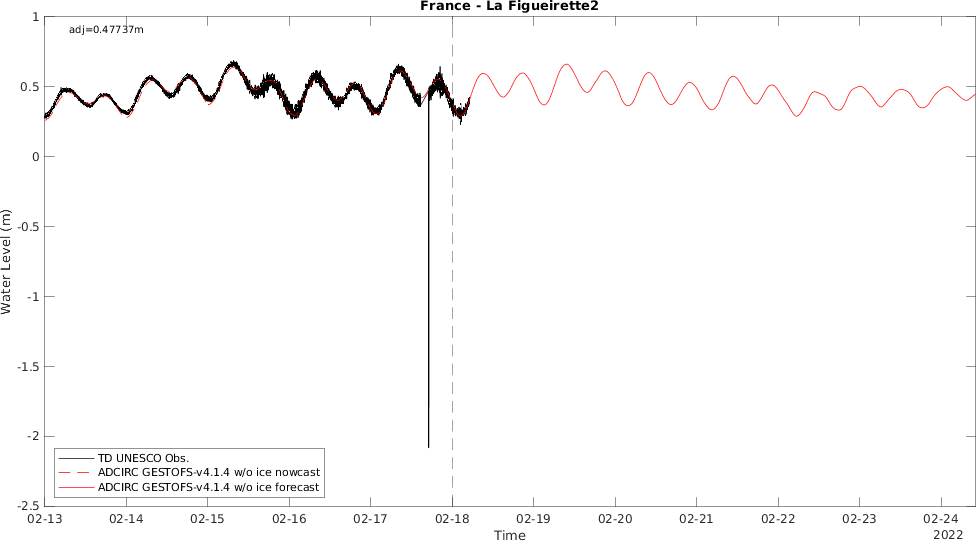 France - La Figueirette2
adj=0.47737m
1
0.5
0
-0.5
-1
-1.5
-2
-2.5
Water Level (m)
TD UNESCO Obs.
ADCIRC GESTOFS-v4.1.4 w/o ice nowcast
ADCIRC GESTOFS-v4.1.4 w/o ice forecast
02-13 02-14 02-15 02-16 02-17 02-18 02-19 02-20 02-21 02-22 02-23 02-24
Time
2022